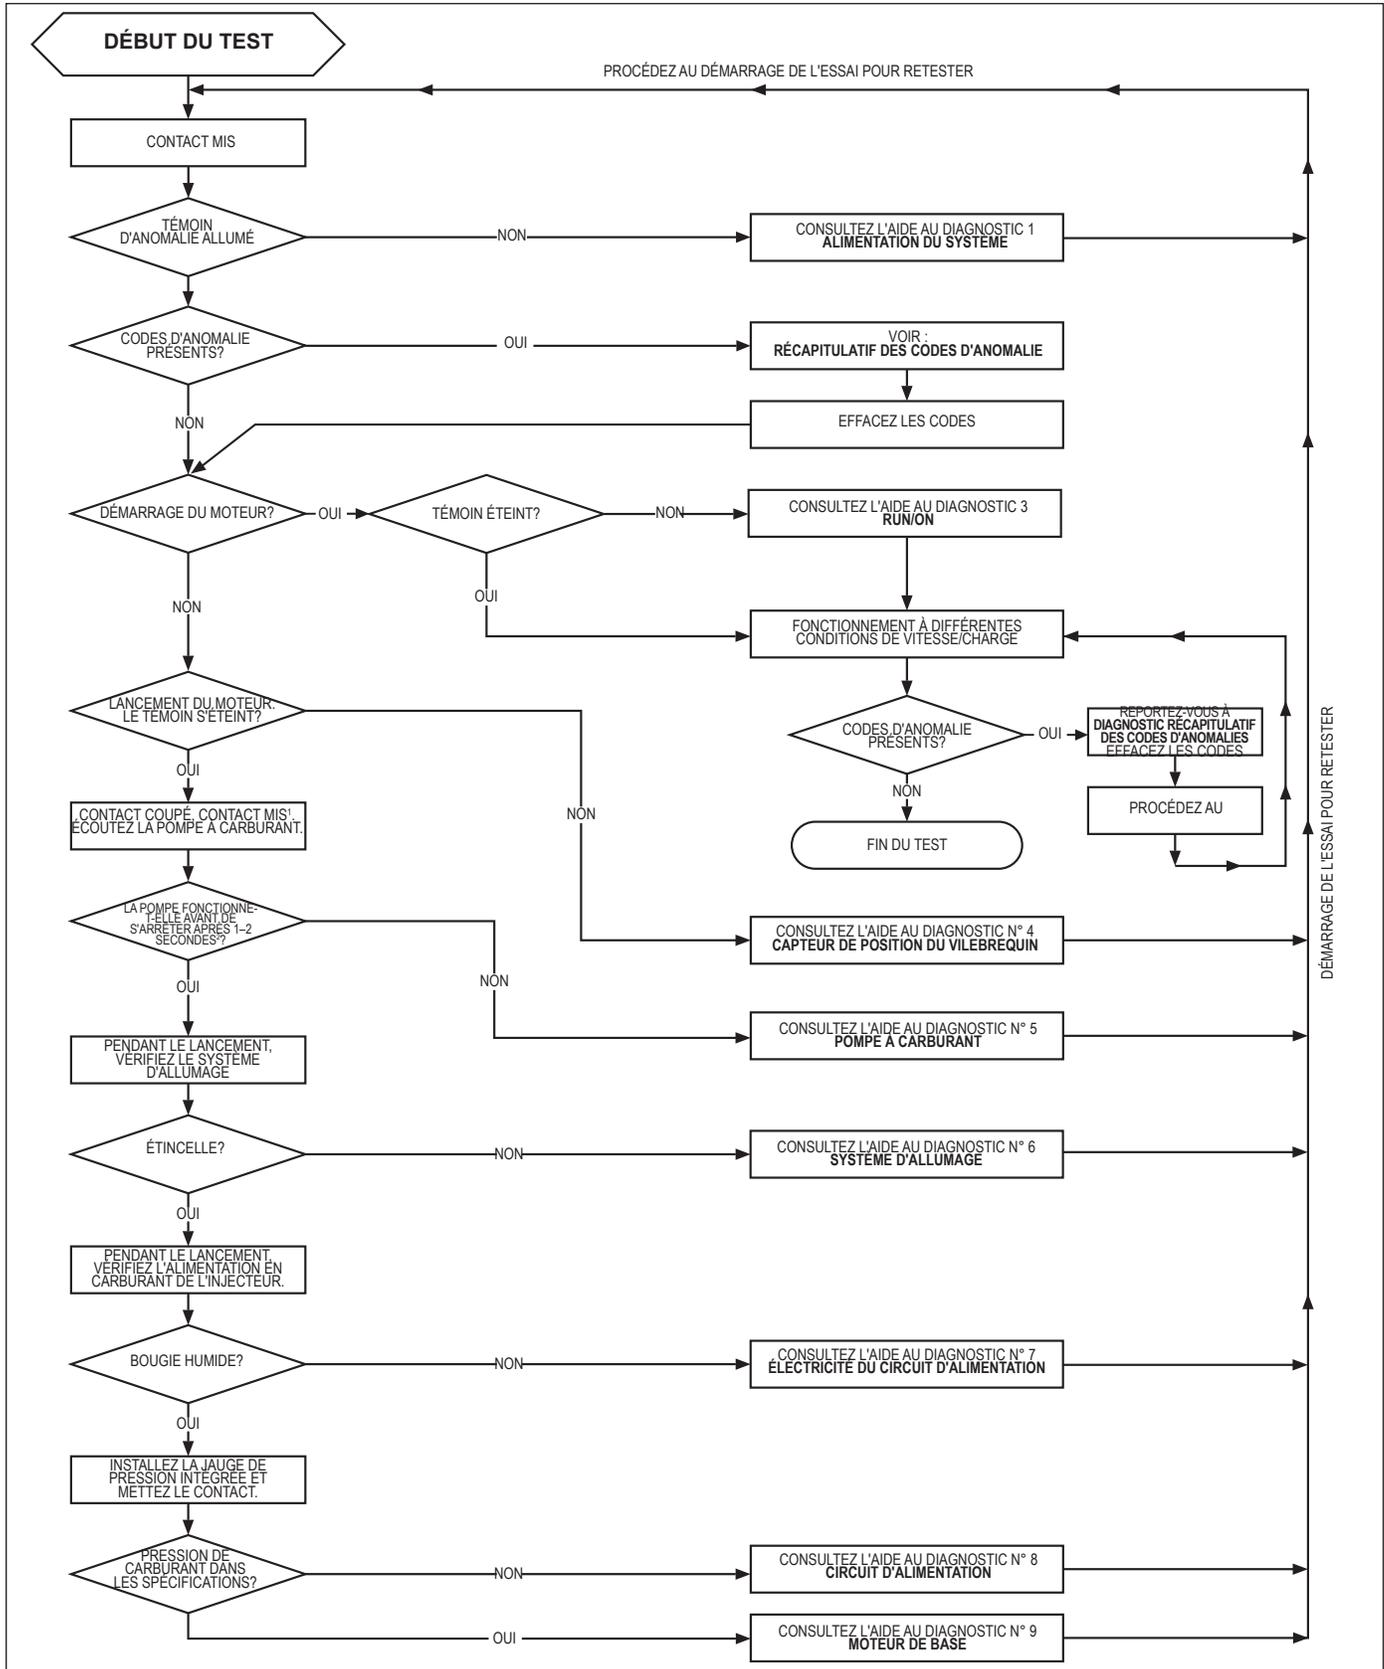 DÉBUT DU TEST
PROCÉDEZ AU DÉMARRAGE DE L'ESSAI POUR RETESTER
CONTACT MIS
TÉMOIN
D'ANOMALIE ALLUMÉ
NON
CONSULTEZ L'AIDE AU DIAGNOSTIC 1
ALIMENTATION DU SYSTÈME
CODES D'ANOMALIE
PRÉSENTS?
OUI
VOIR :
RÉCAPITULATIF DES CODES D'ANOMALIE
NON
EFFACEZ LES CODES
DÉMARRAGE DU MOTEUR?
OUI
TÉMOIN ÉTEINT?
NON
CONSULTEZ L'AIDE AU DIAGNOSTIC 3
RUN/ON
OUI
NON
FONCTIONNEMENT À DIFFÉRENTES
CONDITIONS DE VITESSE/CHARGE
LANCEMENT DU MOTEUR.
LE TÉMOIN S'ÉTEINT?
CODES D'ANOMALIE
PRÉSENTS?
OUI
REPORTEZ-VOUS À
DIAGNOSTIC RÉCAPITULATIF
DES CODES D'ANOMALIES
EFFACEZ LES CODES
OUI
NON
NON
CONTACT COUPÉ, CONTACT MIS¹.
ÉCOUTEZ LA POMPE À CARBURANT.
PROCÉDEZ AU
FIN DU TEST
DÉMARRAGE DE L'ESSAI POUR RETESTER
LA POMPE FONCTIONNE-
T-ELLE AVANT DE
S'ARRÊTER APRÈS 1–2
SECONDES²?
CONSULTEZ L'AIDE AU DIAGNOSTIC N° 4
CAPTEUR DE POSITION DU VILEBREQUIN
NON
OUI
CONSULTEZ L'AIDE AU DIAGNOSTIC N° 5
POMPE À CARBURANT
PENDANT LE LANCEMENT,
VÉRIFIEZ LE SYSTÈME
D'ALLUMAGE
ÉTINCELLE?
NON
CONSULTEZ L'AIDE AU DIAGNOSTIC N° 6
SYSTÈME D'ALLUMAGE
OUI
PENDANT LE LANCEMENT,
VÉRIFIEZ L'ALIMENTATION EN
CARBURANT DE L'INJECTEUR.
BOUGIE HUMIDE?
NON
CONSULTEZ L'AIDE AU DIAGNOSTIC N° 7
ÉLECTRICITÉ DU CIRCUIT D'ALIMENTATION
OUI
INSTALLEZ LA JAUGE DE
PRESSION INTÉGRÉE ET
METTEZ LE CONTACT.
PRESSION DE
CARBURANT DANS
LES SPÉCIFICATIONS?
NON
CONSULTEZ L'AIDE AU DIAGNOSTIC N° 8
CIRCUIT D'ALIMENTATION
OUI
CONSULTEZ L'AIDE AU DIAGNOSTIC N° 9
MOTEUR DE BASE